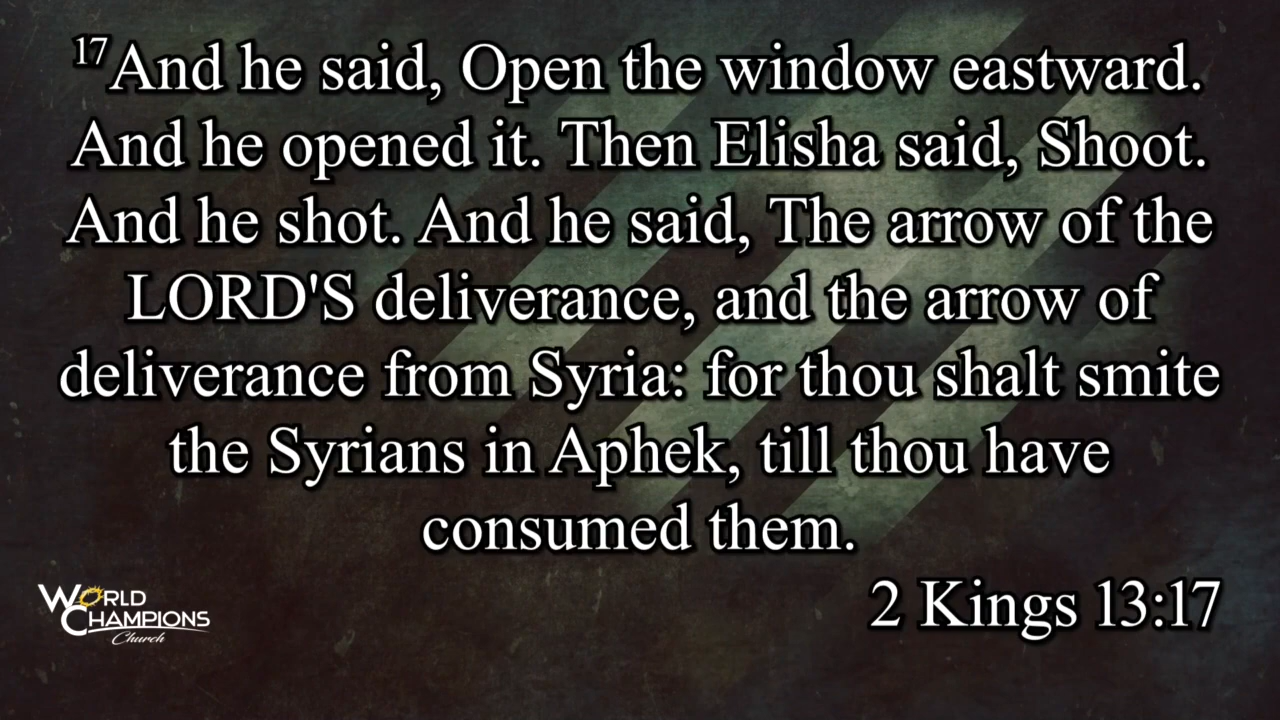 17And he said, Open the window eastward.
And he opened it. Then Elisha said, Shoot.
And he shot. And he said, The arrow of the
LORD'S deliverance, and the arrow of
deliverance from Syria: for thou shalt smite
the Syrians in Aphek, till thou have
consumed them.
2 Kings 13:17
WORLD
CHAMPIONS
Church